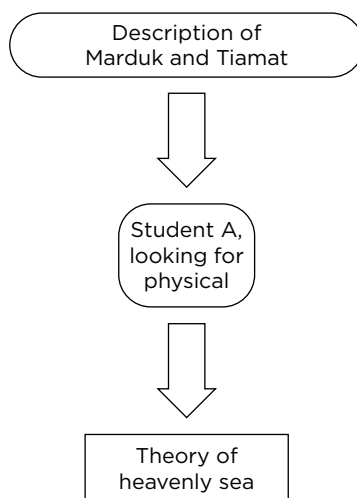 Description of
Marduk and Tiamat
Student A,
looking for
physical
Theory of
heavenly sea